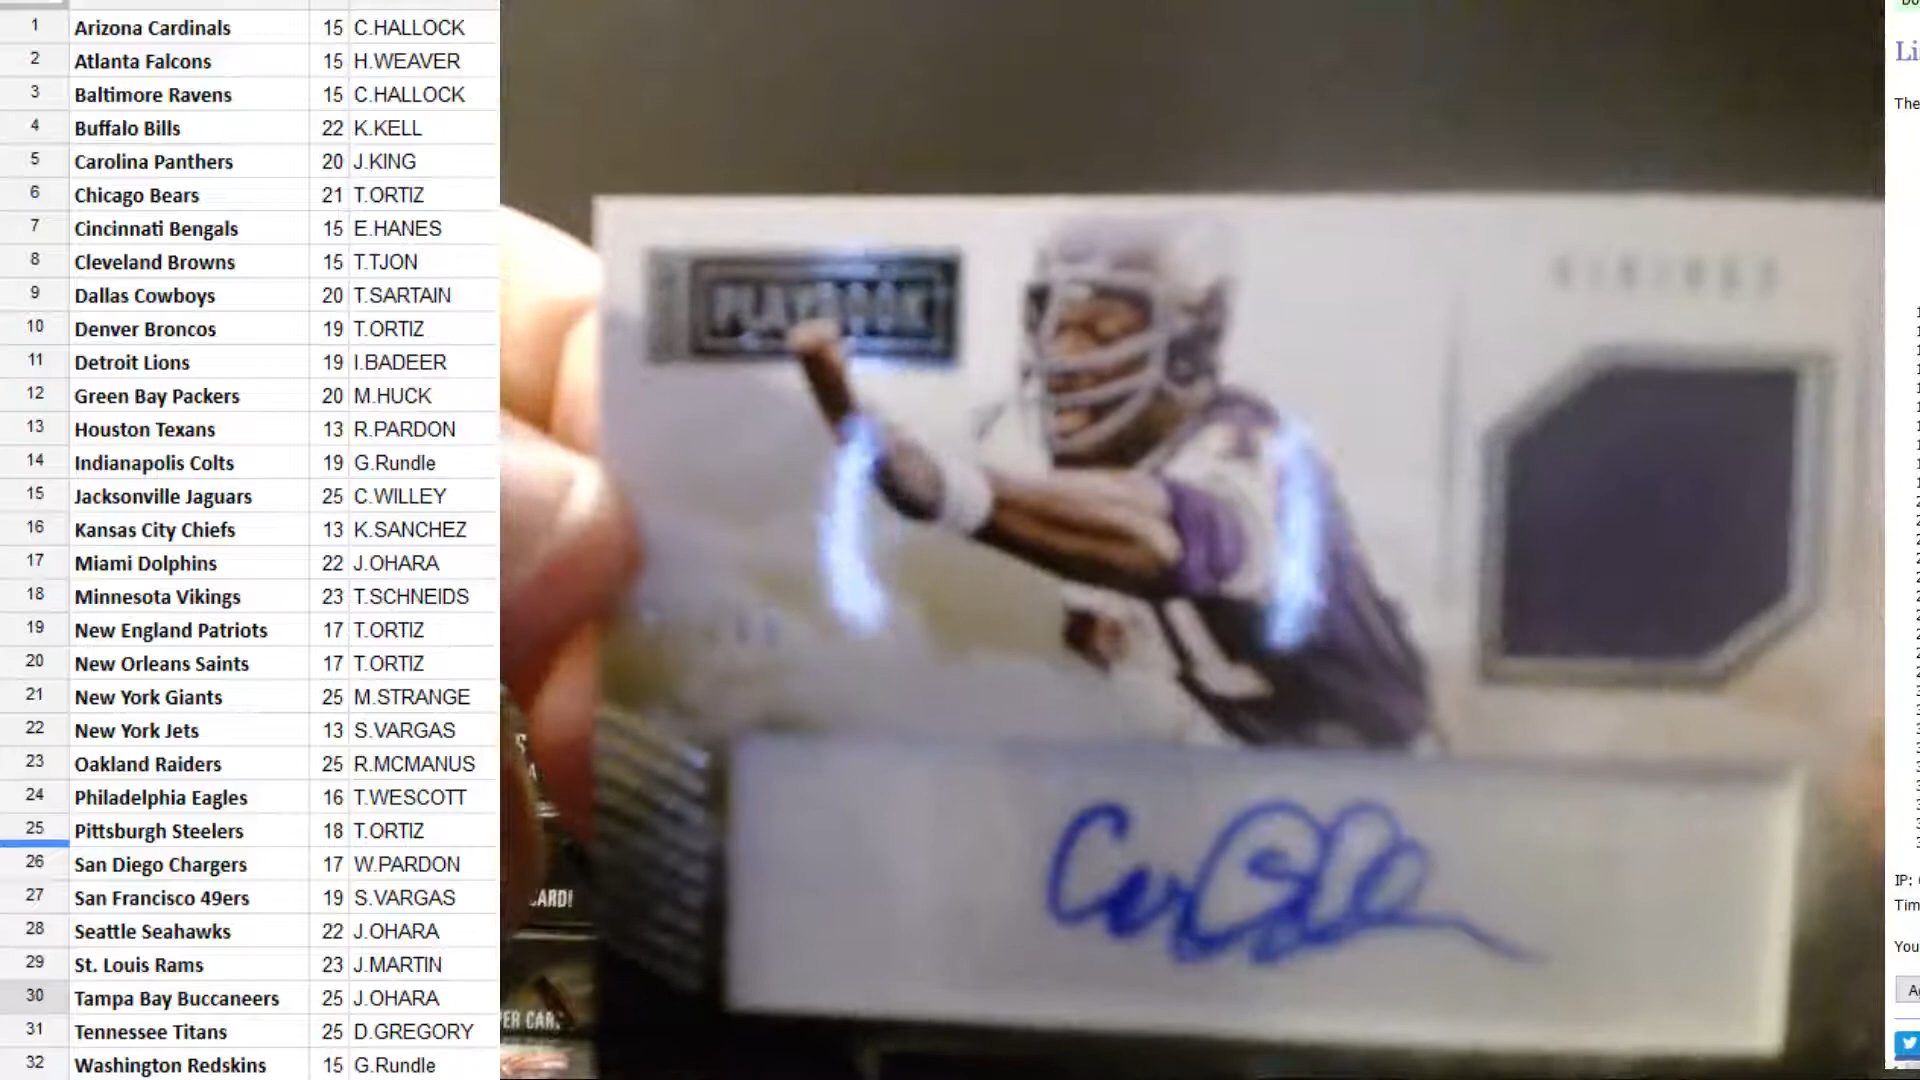 1 Arizona Cardinals 15 C.HALLOCK
2 Atlanta Falcons 15 H.WEAVER
3 Baltimore Ravens 15 C.HALLOCK
4 Buffalo Bills 22 K.KELL
5 Carolina Panthers 20 J.KING
6 Chicago Bears 21 T.ORTIZ
7 Cincinnati Bengals 15 E.HANES
8 Cleveland Browns 15 T.TJON
9 Dallas Cowboys 20 T.SARTAIN
10 Denver Broncos 19 T.ORTIZ
11 Detroit Lions 19 I.BADEER
12 Green Bay Packers 20 M.HUCK
13 Houston Texans 13 R.PARDON
14 Indianapolis Colts 19 G.Rundle
15 Jacksonville Jaguars 25 C.WILLEY
16 Kansas City Chiefs 13 K.SANCHEZ
17 Miami Dolphins 22 J.OHARA
18 Minnesota Vikings 23 T.SCHNEIDS
19 New England Patriots 17 T.ORTIZ
20 New Orleans Saints 17 T.ORTIZ
21 New York Giants 25 M.STRANGE
22 New York Jets 13 S.VARGAS
23 Oakland Raiders 25 R.MCMANUS
24 Philadelphia Eagles 16 T.WESCOTT
25 Pittsburgh Steelers 18 T.ORTIZ
26 San Diego Chargers 17 W.PARDON
27 San Francisco 49ers 19 S.VARGAS
28 Seattle Seahawks 22 J.OHARA
29 St. Louis Rams 23 J.MARTIN
30 Tampa Bay Buccaneers 25 J.OHARA
31 Tennessee Titans 25 D.GREGORY
32 Washington Redskins 15 G.Rundle
PLAYBOOK
VIKINGS
CARD!
PER CARD
Li
The
IP:
Tim
You